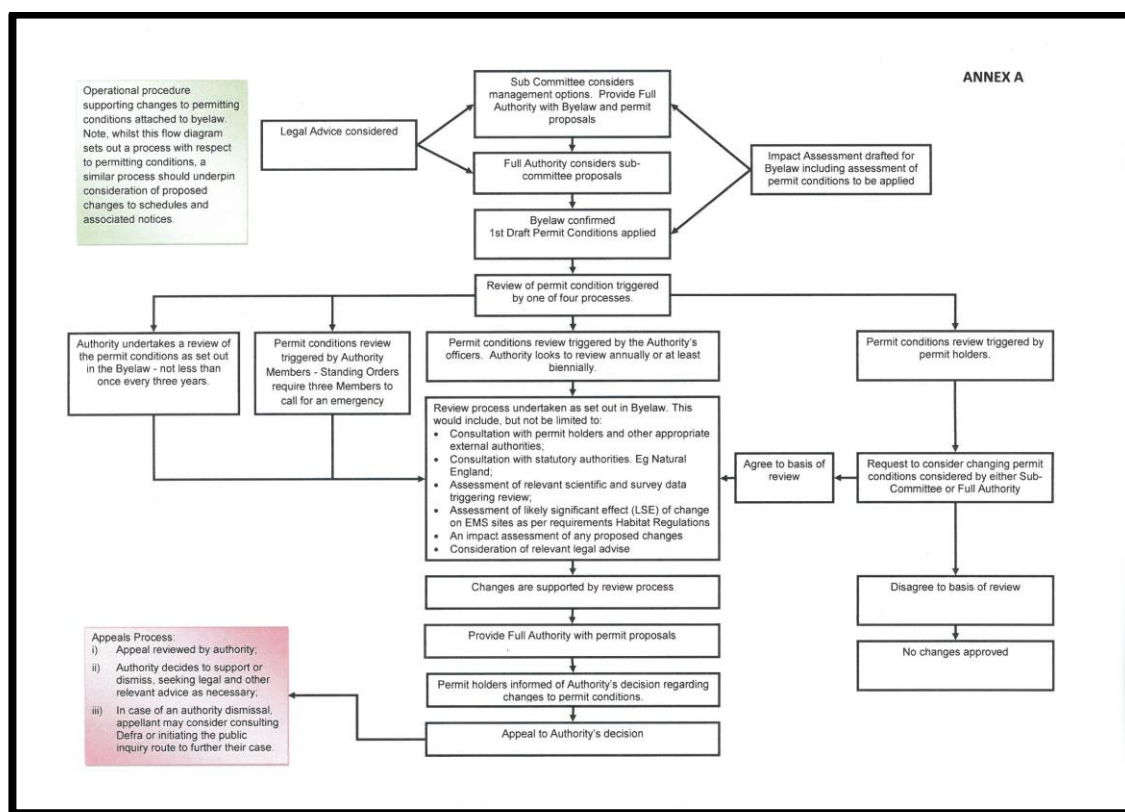 ANNEX A
Operational procedure
supporting changes to permitting
conditions attached to byelaw.
Note, whilst this flow diagram
sets out a process with respect
to permitting conditions, a
similar process should underpin
consideration of proposed
changes to schedules and
associated notices.
Sub Committee considers
management options. Provide Full
Authority with Byelaw and permit
proposals
Legal Advice considered
Full Authority considers sub-
committee proposals
Impact Assessment drafted for
Byelaw including assessment of
permit conditions to be applied
Byelaw confirmed
1st Draft Permit Conditions applied
Review of permit condition triggered
by one of four processes.
Authority undertakes a review of
the permit conditions as set out
in the Byelaw - not less than
once every three years.
Permit conditions review
triggered by Authority
Members - Standing Orders
require three Members to
call for an emergency
Permit conditions review triggered by the Authority's
officers. Authority looks to review annually or at least
biennially.
Permit conditions review triggered by
permit holders.
Review process undertaken as set out in Byelaw. This
would include, but not be limited to:
• Consultation with permit holders and other appropriate
external authorities;
• Consultation with statutory authorities. Eg Natural
England;
• Assessment of relevant scientific and survey data
triggering review;
• Assessment of likely significant effect (LSE) of change
on EMS sites as per requirements Habitat Regulations
• An impact assessment of any proposed changes
• Consideration of relevant legal advise
Agree to basis of
review
Request to consider changing permit
conditions considered by either Sub-
Committee or Full Authority
Changes are supported by review process
Disagree to basis of review
Provide Full Authority with permit proposals
No changes approved
Permit holders informed of Authority's decision regarding
changes to permit conditions.
Appeal to Authority's decision
Appeals Process:
i) Appeal reviewed by authority;
ii) Authority decides to support or
dismiss, seeking legal and other
relevant advice as necessary;
iii) In case of an authority dismissal,
appellant may consider consulting
Defra or initiating the public
inquiry route to further their case.